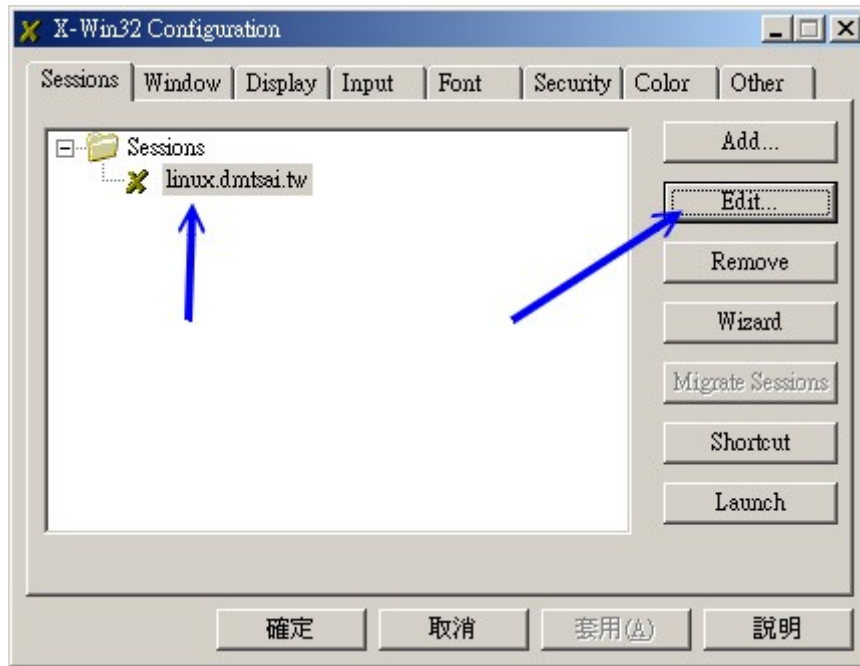 X-Win32 Configuration
Sessions Window Display Input Font Security Color Other
Sessions
linux.dmtsai.tw
Add...
Edit...
Remove
Wizard
Migrate Sessions
Shortcut
Launch
確定 取消 套用(A) 說明